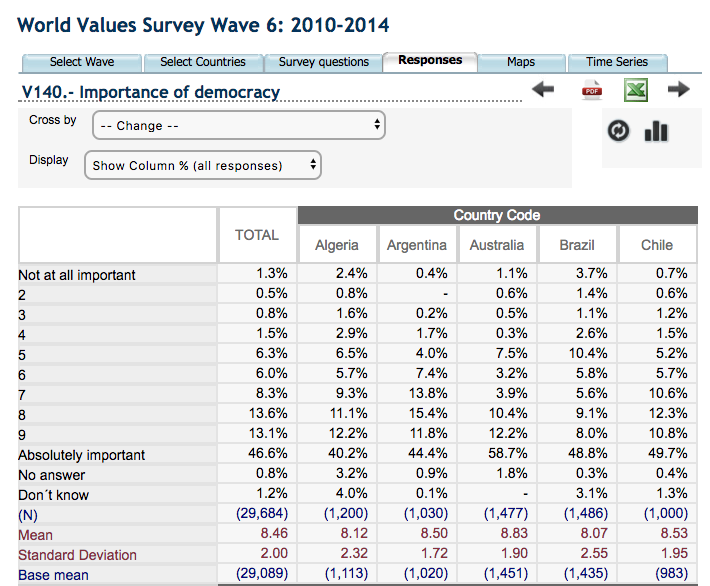 World Values Survey Wave 6: 2010-2014
Select Wave Select Countries Survey questions Responses Maps Time Series
V140.- Importance of democracy
PDF
Cross by -- Change --
Display Show Column % (all responses)
Country Code
TOTAL Algeria Argentina Australia Brazil Chile
Not at all important 1.3% 2.4% 0.4% 1.1% 3.7% 0.7%
2 0.5% 0.8% - 0.6% 1.4% 0.6%
3 0.8% 1.6% 0.2% 0.5% 1.1% 1.2%
4 1.5% 2.9% 1.7% 0.3% 2.6% 1.5%
5 6.3% 6.5% 4.0% 7.5% 10.4% 5.2%
6 6.0% 5.7% 7.4% 3.2% 5.8% 5.7%
7 8.3% 9.3% 13.8% 3.9% 5.6% 10.6%
8 13.6% 11.1% 15.4% 10.4% 9.1% 12.3%
9 13.1% 12.2% 11.8% 12.2% 8.0% 10.8%
Absolutely important 46.6% 40.2% 44.4% 58.7% 48.8% 49.7%
No answer 0.8% 3.2% 0.9% 1.8% 0.3% 0.4%
Don´t know 1.2% 4.0% 0.1% - 3.1% 1.3%
(N) (29,684) (1,200) (1,030) (1,477) (1,486) (1,000)
Mean 8.46 8.12 8.50 8.83 8.07 8.53
Standard Deviation 2.00 2.32 1.72 1.90 2.55 1.95
Base mean (29,089) (1,113) (1,020) (1,451) (1,435) (983)